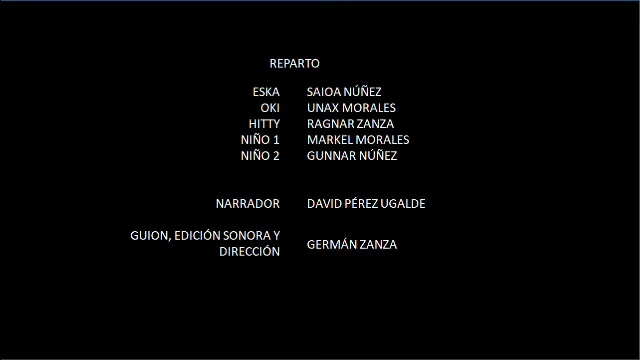 REPARTO
ESKA SAIOA NÚÑEZ
OKI UNAX MORALES
HITTY RAGNAR ZANZA
NIÑO 1 MARKEL MORALES
NIÑO 2 GUNNAR NÚÑEZ
NARRADOR DAVID PÉREZ UGALDE
GUION, EDICIÓN SONORA Y
DIRECCIÓN
GERMÁN ZANZA